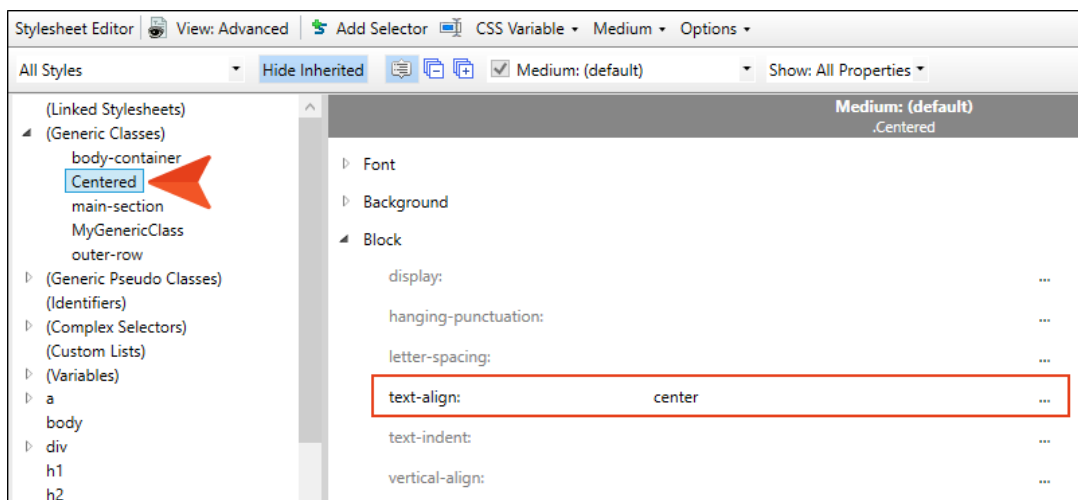 Stylesheet Editor View: Advanced Add Selector CSS Variable Medium Options
All Styles Hide Inherited Medium: (default) Show: All Properties
(Linked Stylesheets)
(Generic Classes)
body-container
Centered
main-section
MyGenericClass
outer-row
(Generic Pseudo Classes)
(Identifiers)
(Complex Selectors)
(Custom Lists)
(Variables)
a
body
div
h1
h2
Medium: (default)
.Centered
Font
Background
Block
display: ...
hanging-punctuation: ...
letter-spacing: ...
text-align: center ...
text-indent: ...
vertical-align: ...